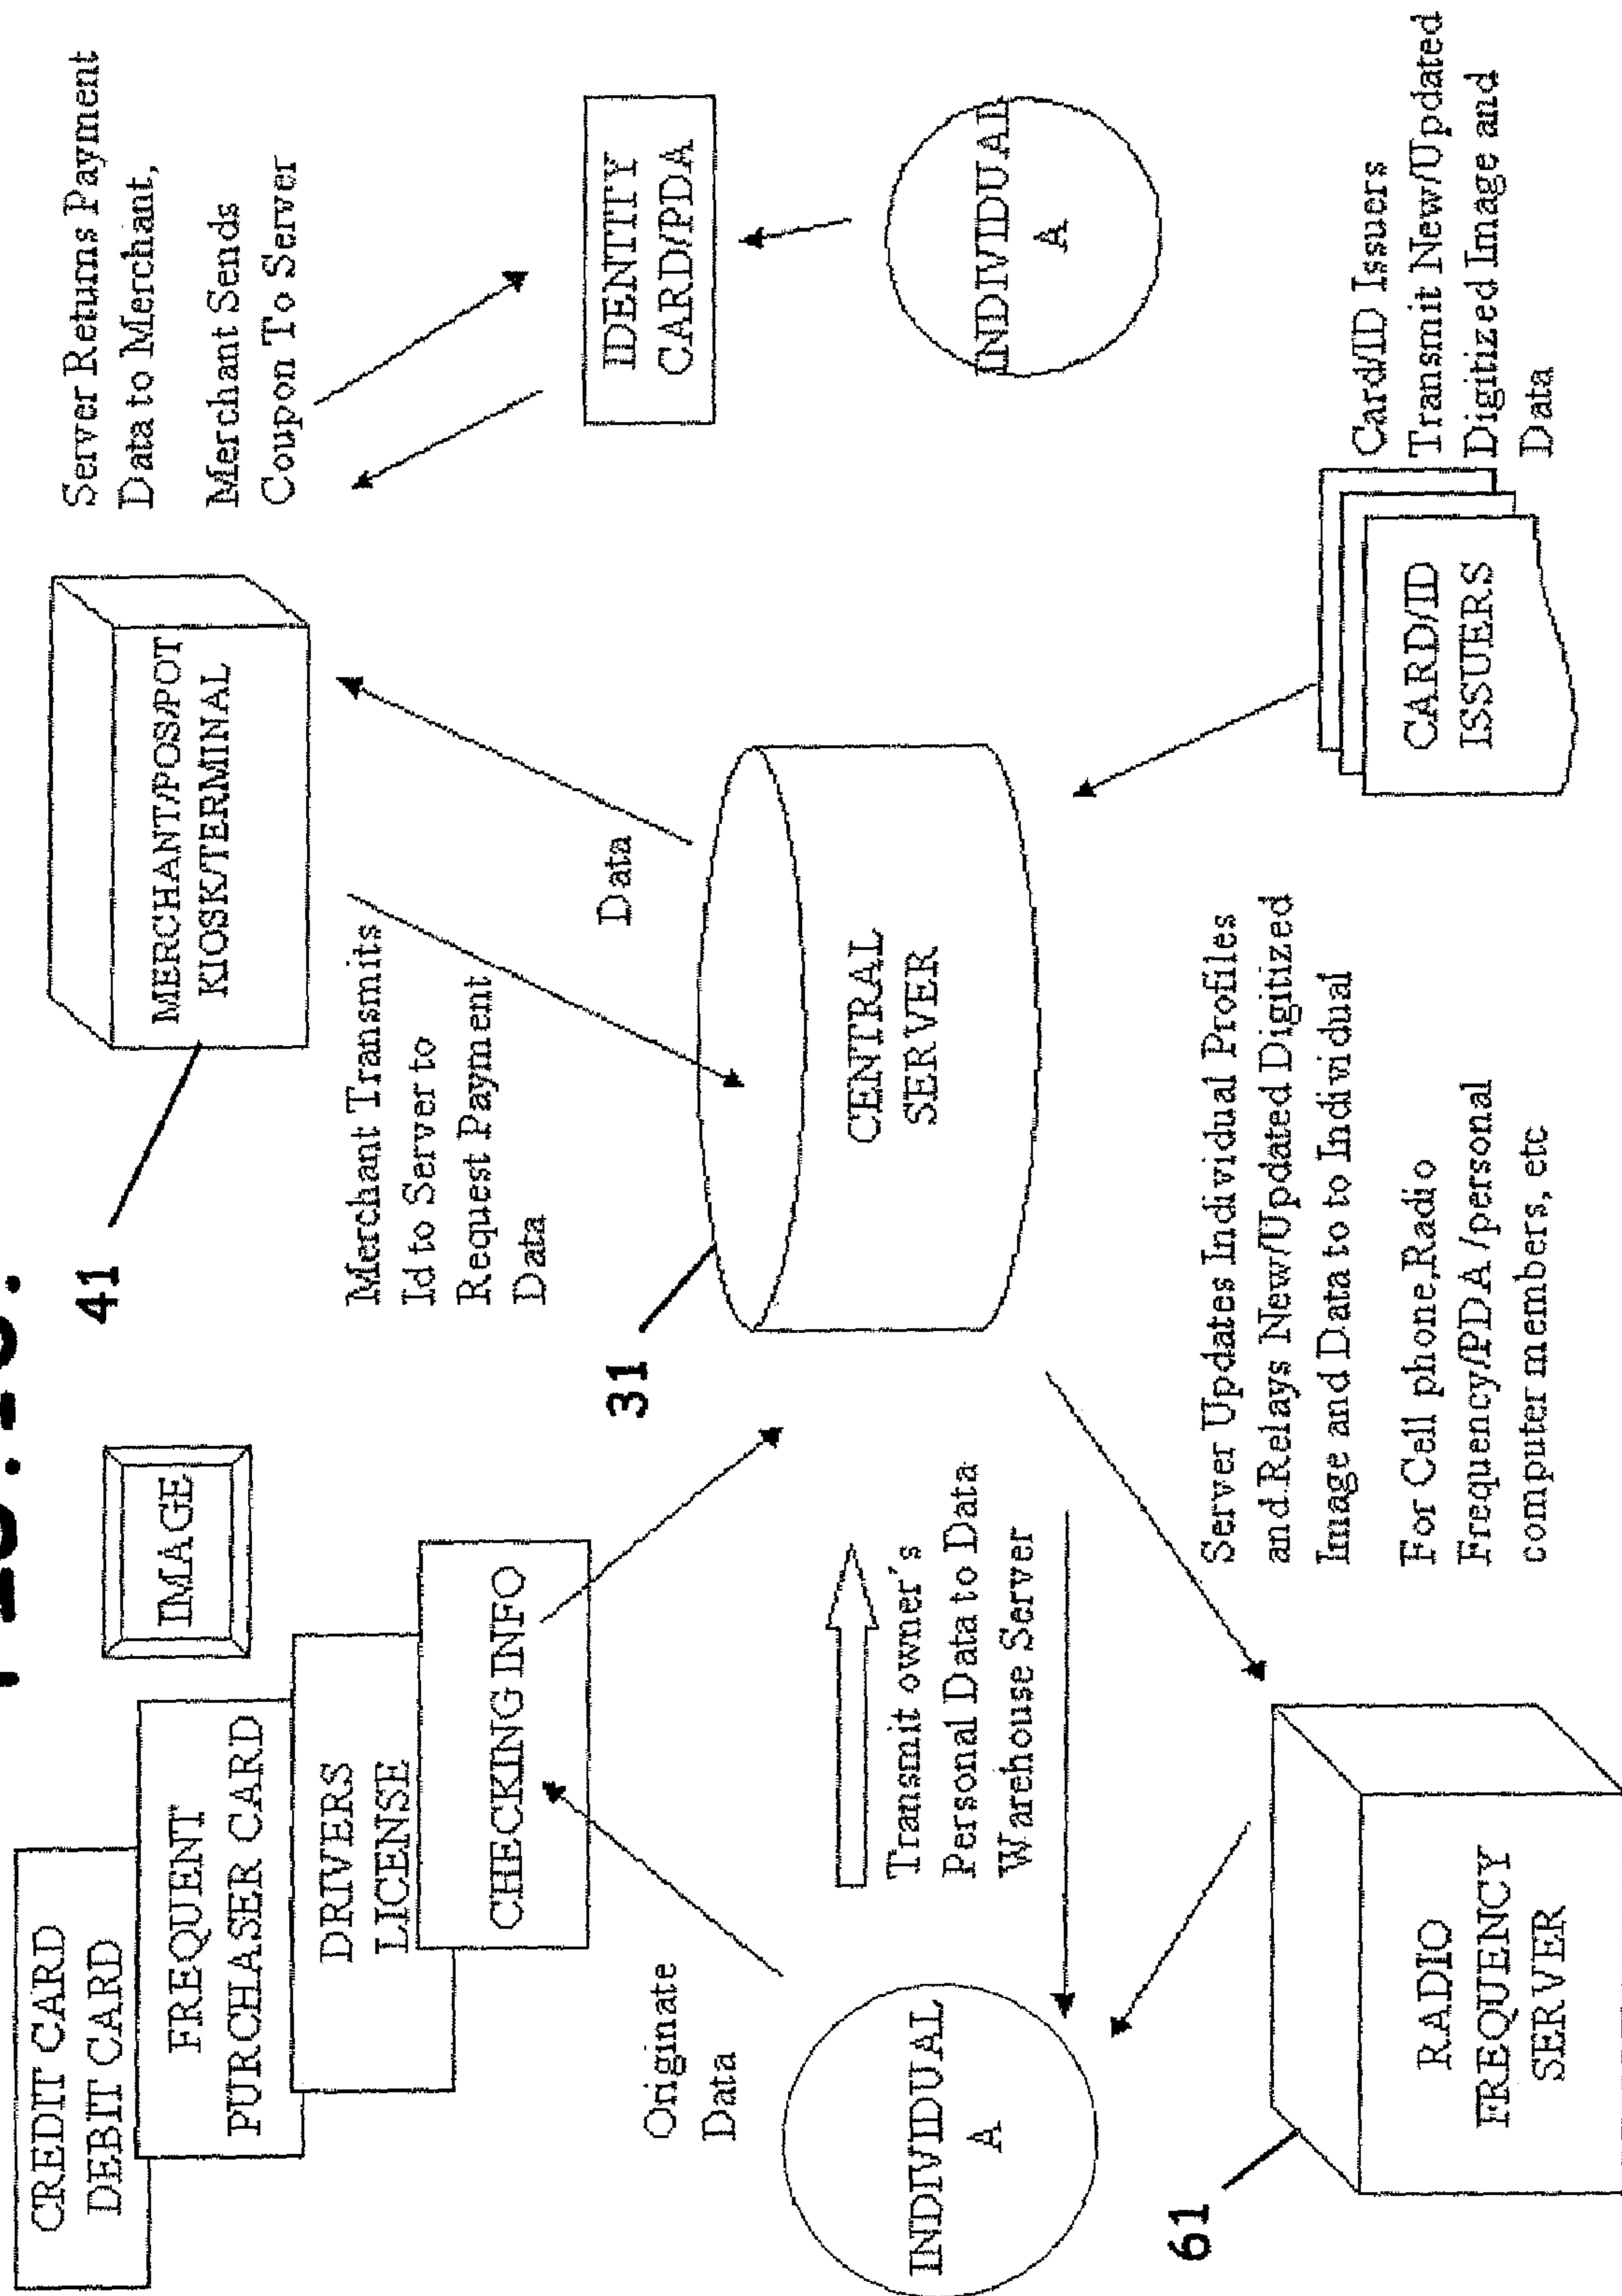 CREDIT CARD
DEBIT CARD
FREQUENT
PURCHASER CARD
DRIVERS
LICENSE
CHECKING INFO
IMAGE
41
MERCHANT/POS/POT
KIOSK/TERMINAL
Server Returns Payment
Data to Merchant,
Merchant Sends
Coupon To Server
Merchant Transmits
Id to Server to
Request Payment
Data
Data
IDENTITY
CARD/PDA
INDIVIDUAL
A
Originate
Data
31
CENTRAL
SERVER
INDIVIDUAL
A
Transmit owner's
Personal Data to Data
Warehouse Server
Server Updates Individual Profiles
and Relays New/Updated Digitized
Image and Data to to Individual
For Cell phone,Radio
Frequency/PDA/personal
computer members, etc
Card/ID Issuers
Transmit New/Updated
Digitized Image and
Data
CARD/ID
ISSUERS
61
RADIO
FREQUENCY
SERVER